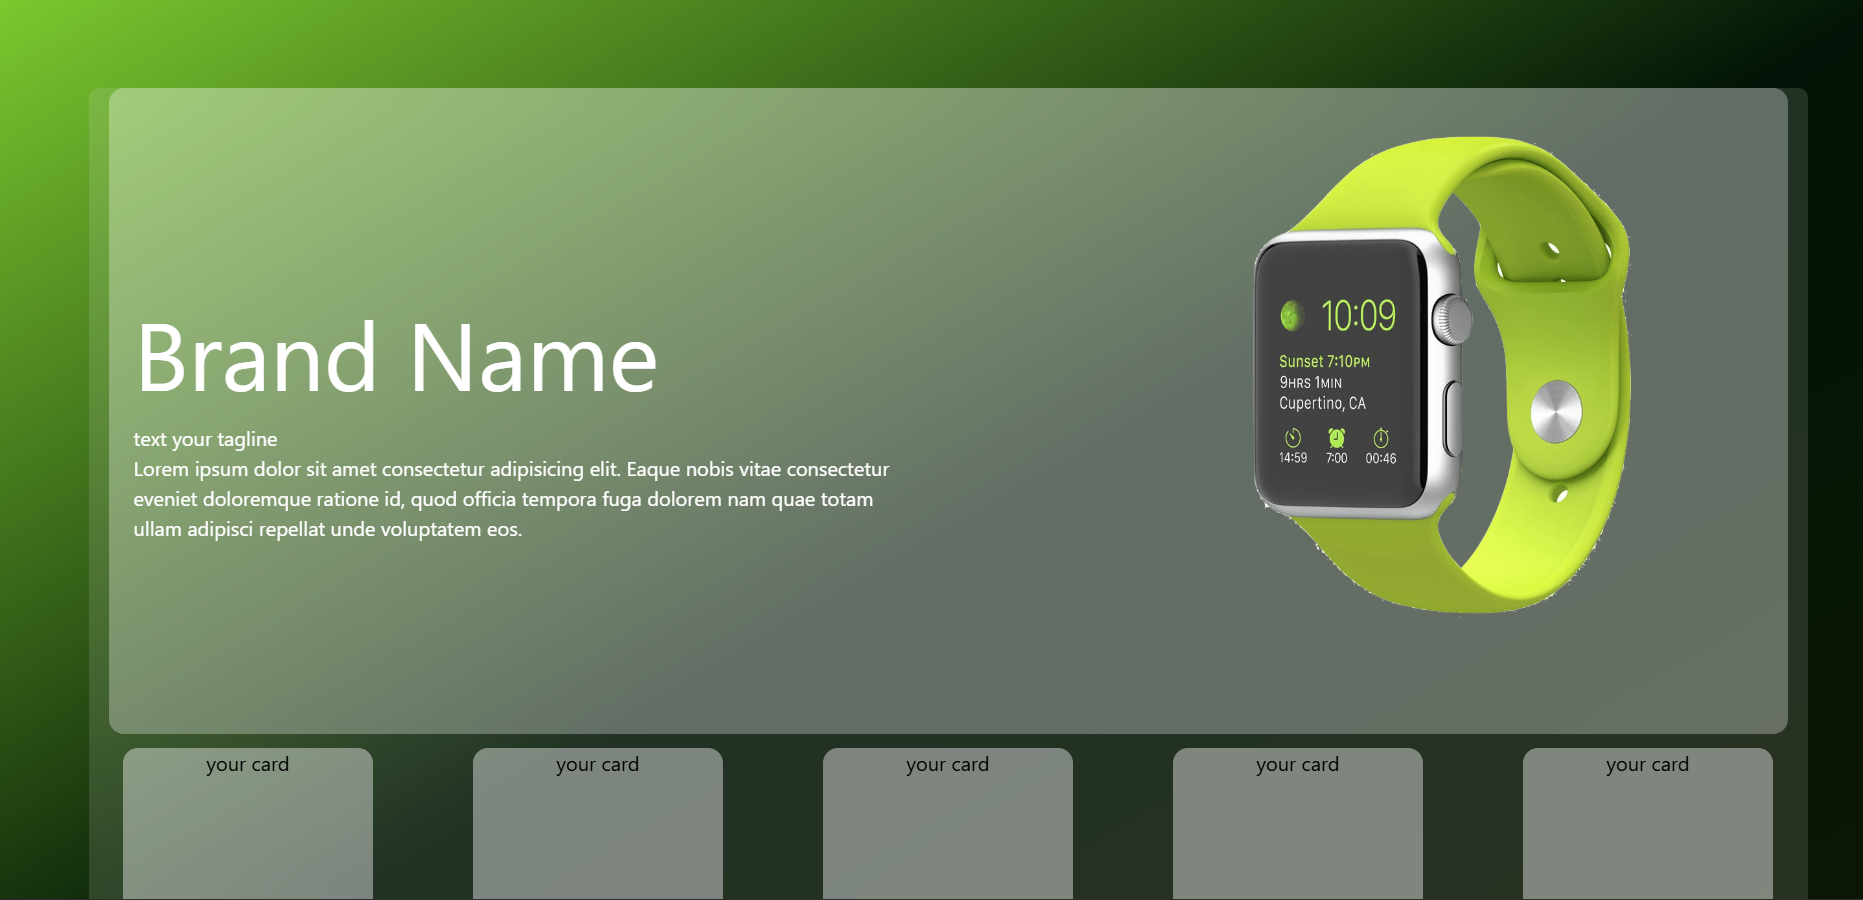 Brand Name
text your tagline
Lorem ipsum dolor sit amet consectetur adipisicing elit. Eaque nobis vitae consectetur
eveniet doloremque ratione id, quod officia tempora fuga dolorem nam quae totam
ullam adipisci repellat unde voluptatem eos.
10:09
Sunset 7:10PM
9HRS 1MIN
Cupertino, CA
14:59 7:00 00:46
your card your card your card your card your card